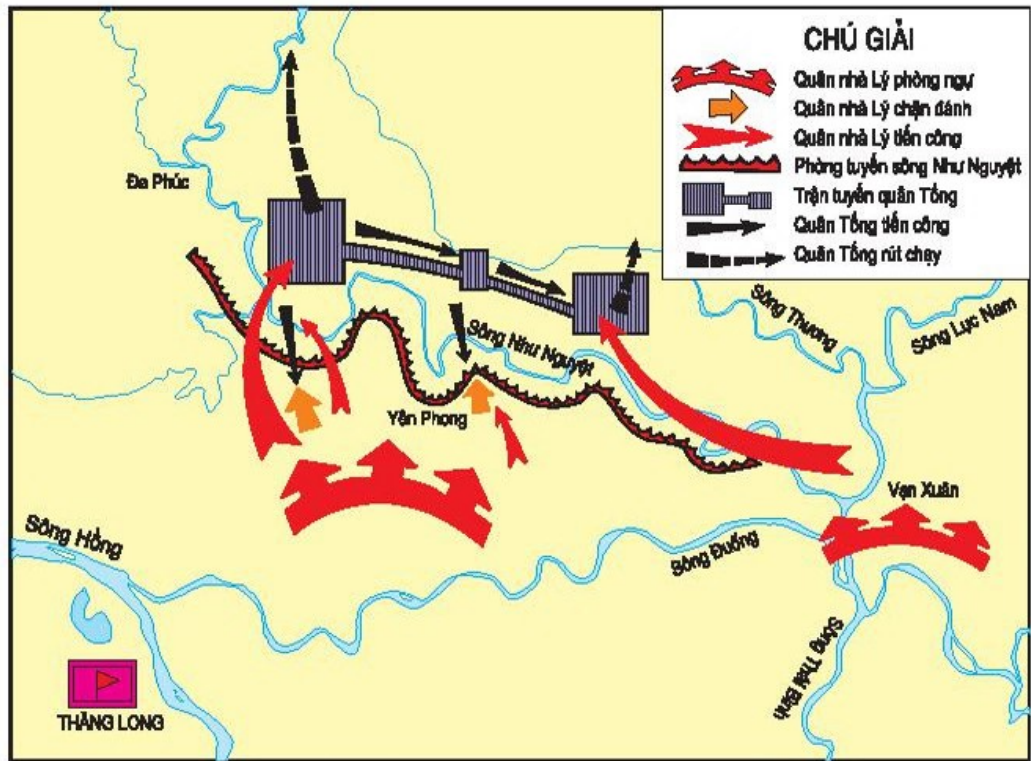 CHÚ GIẢI
Quân nhà Lý phòng ngự
Quân nhà Lý chặn đánh
Quân nhà Lý tiến công
Phòng tuyến sông Như Nguyệt
Trận tuyến quân Tống
Quân Tống tiến công
Quân Tống rút chạy
Đa Phúc
Sông Thương
Sông Lục Nam
Sông Như Nguyệt
Yên Phong
Vạn Xuân
Sông Hồng
Sông Đuống
Sông Thái Bình
THĂNG LONG